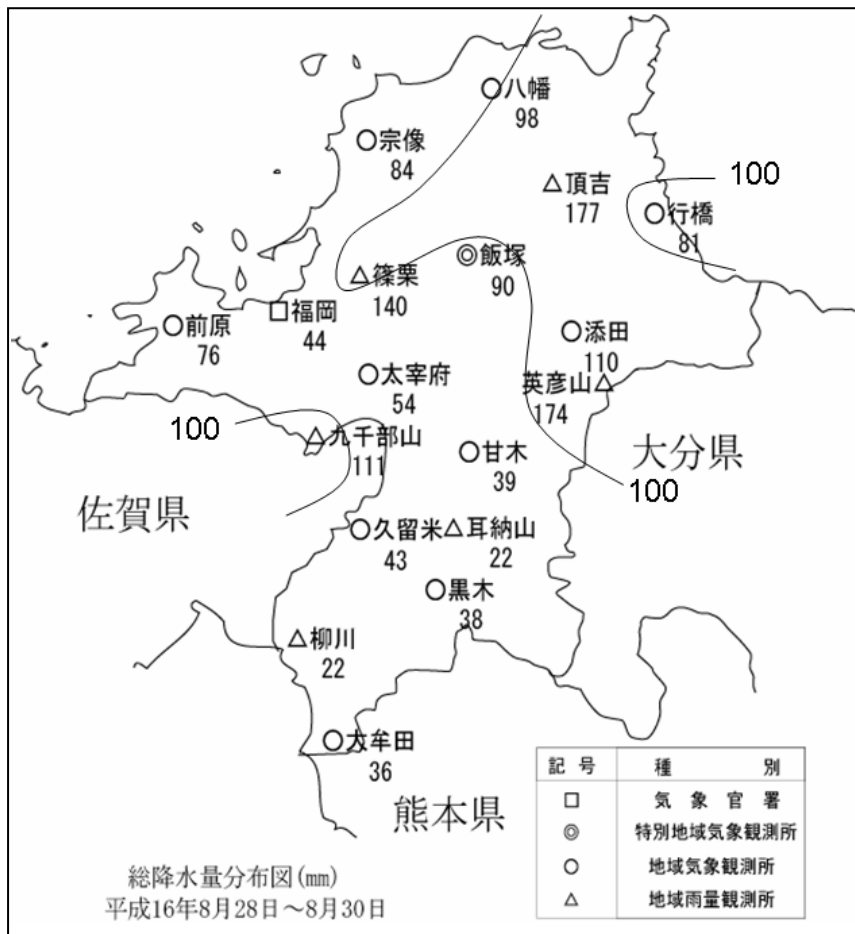 八幡
98
宗像
84
100
頂吉
177
行橋
81
飯塚
90
篠栗
140
福岡
44
前原
76
添田
110
太宰府
54
英彦山
174
100
九千部山
111
甘木
39
大分県
100
佐賀県
久留米
43
耳納山
22
黒木
38
柳川
22
大牟田
36
熊本県
記号 種別
□ 気象官署
◎ 特別地域気象観測所
○ 地域気象観測所
△ 地域雨量観測所
総降水量分布図(mm)
平成16年8月28日～8月30日